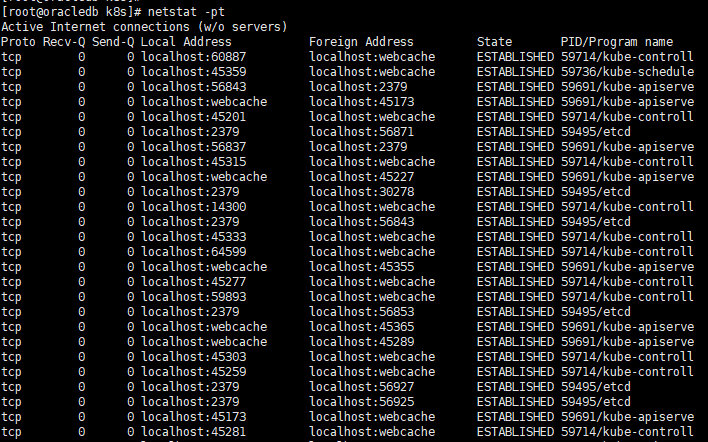 [root@oracledb k8s]# netstat -pt
Active Internet connections (w/o servers)
Proto Recv-Q Send-Q Local Address Foreign Address State PID/Program name
tcp 0 0 localhost:60887 localhost:webcache ESTABLISHED 59714/kube-controll
tcp 0 0 localhost:45359 localhost:webcache ESTABLISHED 59736/kube-schedule
tcp 0 0 localhost:56843 localhost:2379 ESTABLISHED 59691/kube-apiserve
tcp 0 0 localhost:webcache localhost:45173 ESTABLISHED 59691/kube-apiserve
tcp 0 0 localhost:45201 localhost:webcache ESTABLISHED 59714/kube-controll
tcp 0 0 localhost:2379 localhost:56871 ESTABLISHED 59495/etcd
tcp 0 0 localhost:56837 localhost:2379 ESTABLISHED 59691/kube-apiserve
tcp 0 0 localhost:45315 localhost:webcache ESTABLISHED 59714/kube-controll
tcp 0 0 localhost:webcache localhost:45227 ESTABLISHED 59691/kube-apiserve
tcp 0 0 localhost:2379 localhost:30278 ESTABLISHED 59495/etcd
tcp 0 0 localhost:14300 localhost:webcache ESTABLISHED 59714/kube-controll
tcp 0 0 localhost:2379 localhost:56843 ESTABLISHED 59495/etcd
tcp 0 0 localhost:45333 localhost:webcache ESTABLISHED 59714/kube-controll
tcp 0 0 localhost:64599 localhost:webcache ESTABLISHED 59714/kube-controll
tcp 0 0 localhost:webcache localhost:45355 ESTABLISHED 59691/kube-apiserve
tcp 0 0 localhost:45277 localhost:webcache ESTABLISHED 59714/kube-controll
tcp 0 0 localhost:59893 localhost:webcache ESTABLISHED 59714/kube-controll
tcp 0 0 localhost:2379 localhost:56853 ESTABLISHED 59495/etcd
tcp 0 0 localhost:webcache localhost:45365 ESTABLISHED 59691/kube-apiserve
tcp 0 0 localhost:webcache localhost:45289 ESTABLISHED 59691/kube-apiserve
tcp 0 0 localhost:45303 localhost:webcache ESTABLISHED 59714/kube-controll
tcp 0 0 localhost:45259 localhost:webcache ESTABLISHED 59714/kube-controll
tcp 0 0 localhost:2379 localhost:56927 ESTABLISHED 59495/etcd
tcp 0 0 localhost:2379 localhost:56925 ESTABLISHED 59495/etcd
tcp 0 0 localhost:45173 localhost:webcache ESTABLISHED 59691/kube-apiserve
tcp 0 0 localhost:45281 localhost:webcache ESTABLISHED 59714/kube-controll